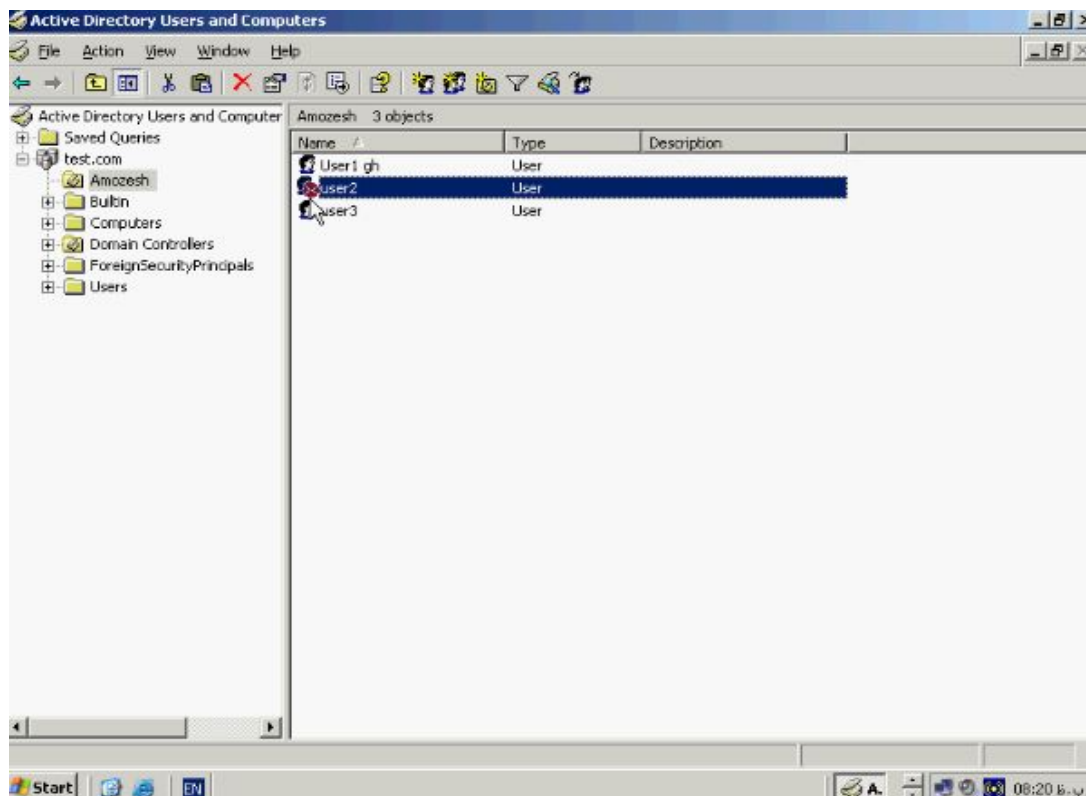 Active Directory Users and Computers
File Action View Window Help
Active Directory Users and Computer
Saved Queries
test.com
Amozesh
Builtin
Computers
Domain Controllers
ForeignSecurityPrincipals
Users
Amozesh 3 objects
Name Type Description
User1 gh User
user2 User
user3 User
Start EN A. 08:20 ق.ظ